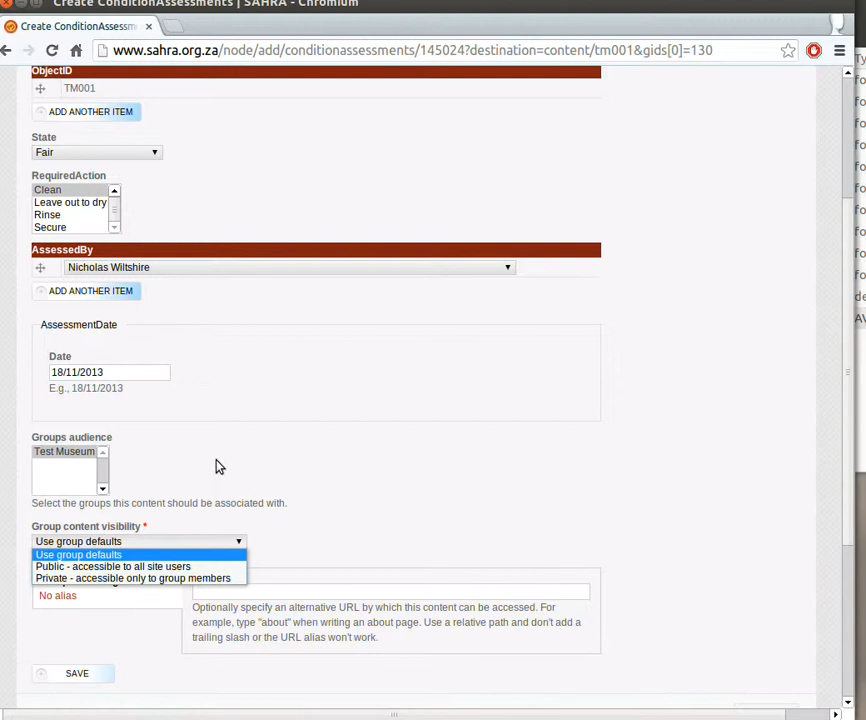 Create ConditionAssessments | SAHRA - Chromium
Create ConditionAssessm
www.sahra.org.za/node/add/conditionassessments/145024?destination=content/tm001&gids[0]=130
ObjectID
TM001
ADD ANOTHER ITEM
State
Fair
RequiredAction
Clean
Leave out to dry
Rinse
Secure
AssessedBy
Nicholas Wiltshire
ADD ANOTHER ITEM
AssessmentDate
Date
18/11/2013
E.g., 18/11/2013
Groups audience
Test Museum
Select the groups this content should be associated with.
Group content visibility *
Use group defaults
Use group defaults
Public - accessible to all site users
Private - accessible only to group members
No alias
Optionally specify an alternative URL by which this content can be accessed. For
example, type "about" when writing an about page. Use a relative path and don't add a
trailing slash or the URL alias won't work.
SAVE